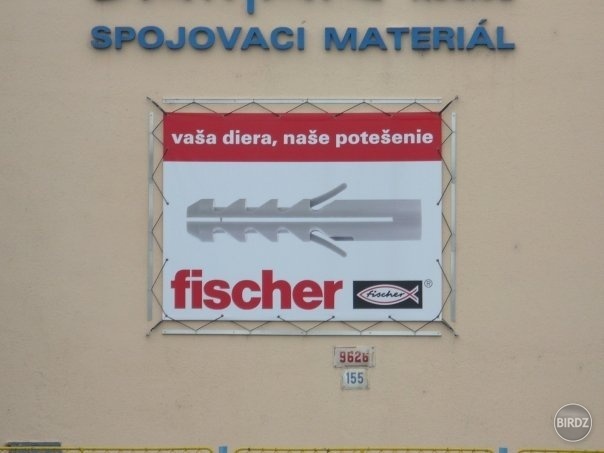 SPOJOVACÍ MATERIÁL
vaša diera, naše potešenie
fischer
fischer ®
9626
155
BIRDZ